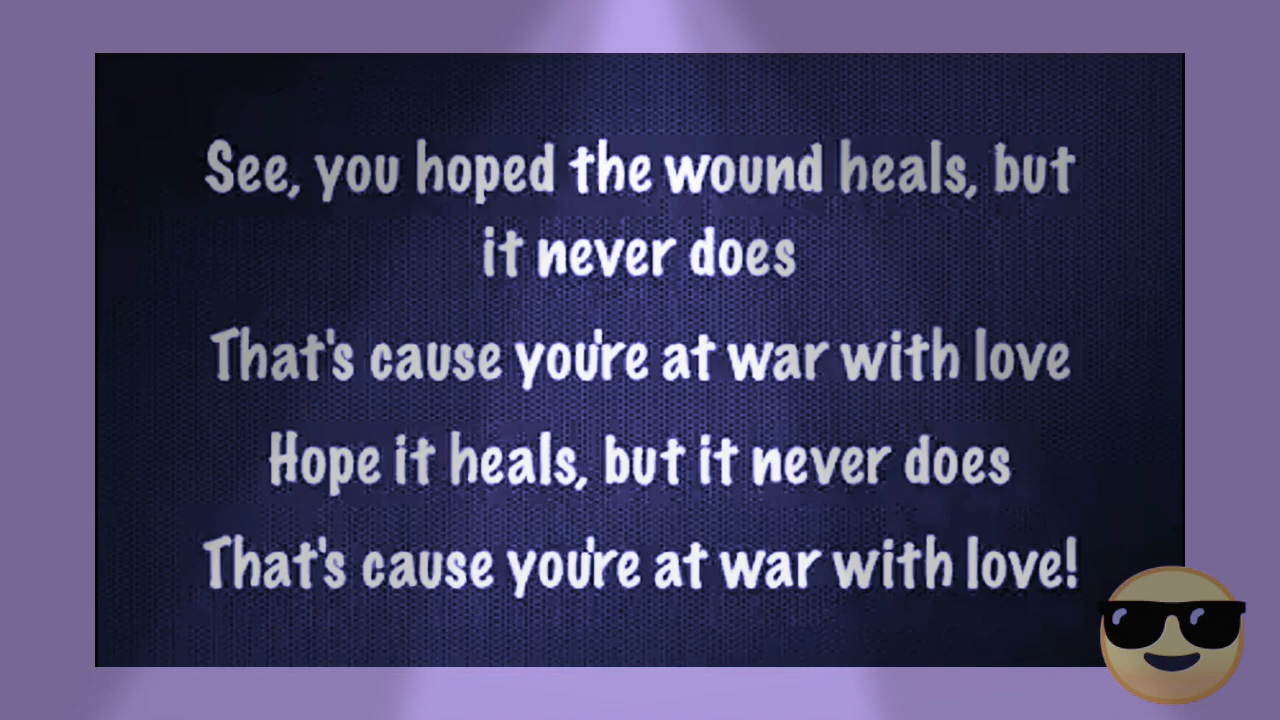 See, you hoped the wound heals, but
it never does
That's cause you're at war with love
Hope it heals, but it never does
That's cause you're at war with love!